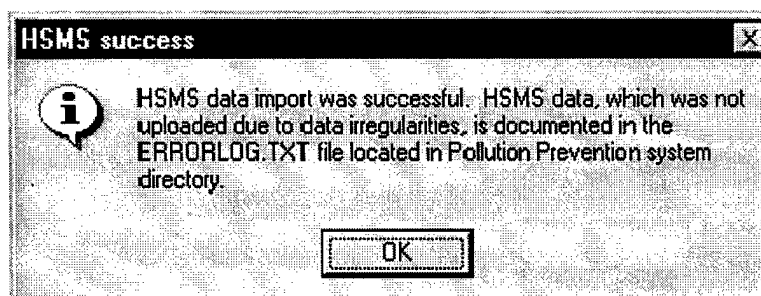 HSMS success
HSMS data import was successful. HSMS data, which was not
uploaded due to data irregularities, is documented in the
ERRORLOG.TXT file located in Pollution Prevention system
directory.
OK